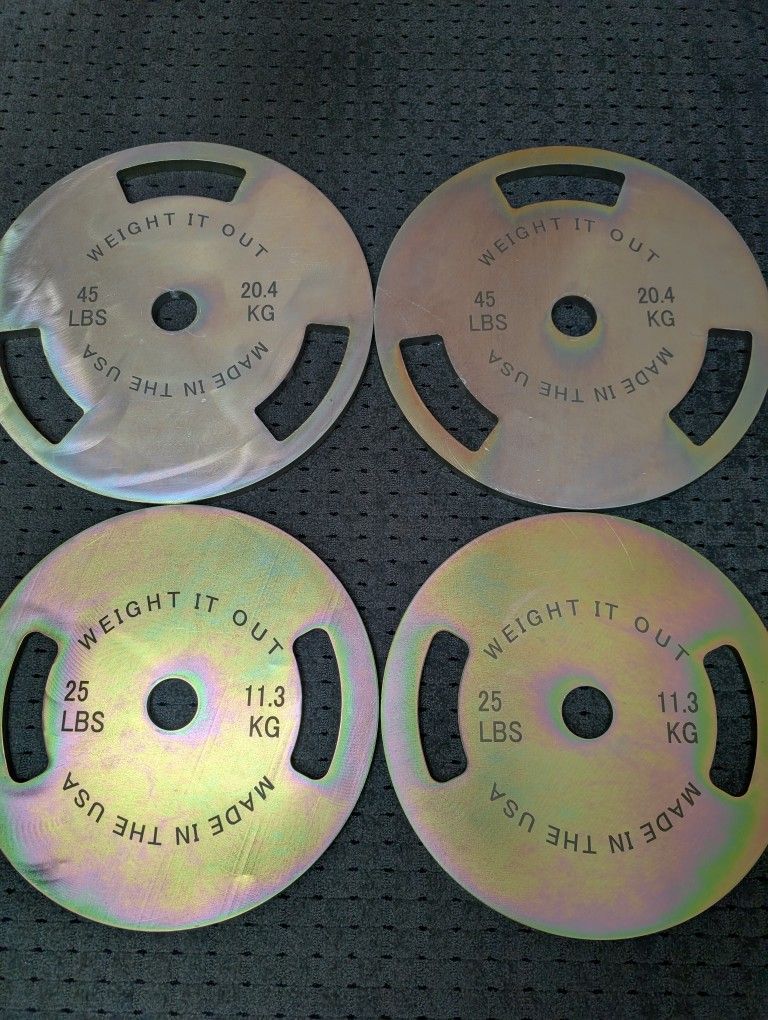 WEIGHT IT OUT
45 LBS
20.4 KG
MADE IN THE USA
WEIGHT IT OUT
45 LBS
20.4 KG
MADE IN THE USA
WEIGHT IT OUT
25 LBS
11.3 KG
MADE IN THE USA
WEIGHT IT OUT
25 LBS
11.3 KG
MADE IN THE USA